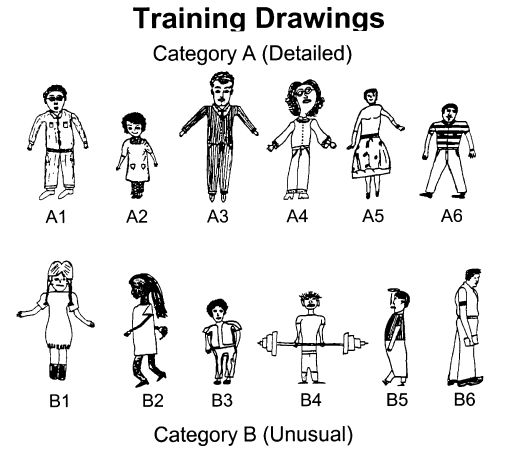 Training Drawings
Category A (Detailed)
A1 A2 A3 A4 A5 A6
B1 B2 B3 B4 B5 B6
Category B (Unusual)